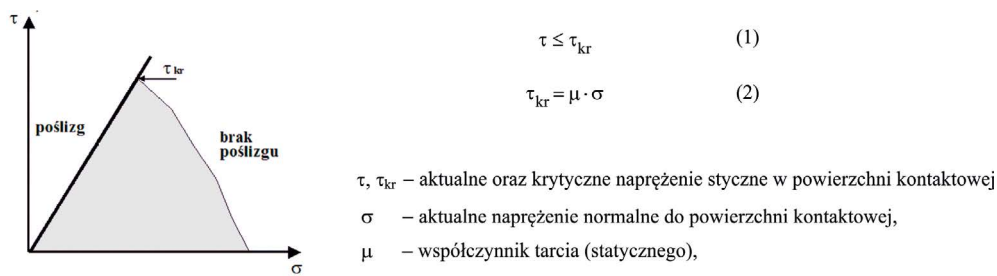 τ
τ kr
poślizg
brak
poślizgu
σ
τ ≤ τkr (1)
τkr = μ · σ (2)
τ, τkr – aktualne oraz krytyczne naprężenie styczne w powierzchni kontaktowej
σ – aktualne naprężenie normalne do powierzchni kontaktowej,
μ – współczynnik tarcia (statycznego),